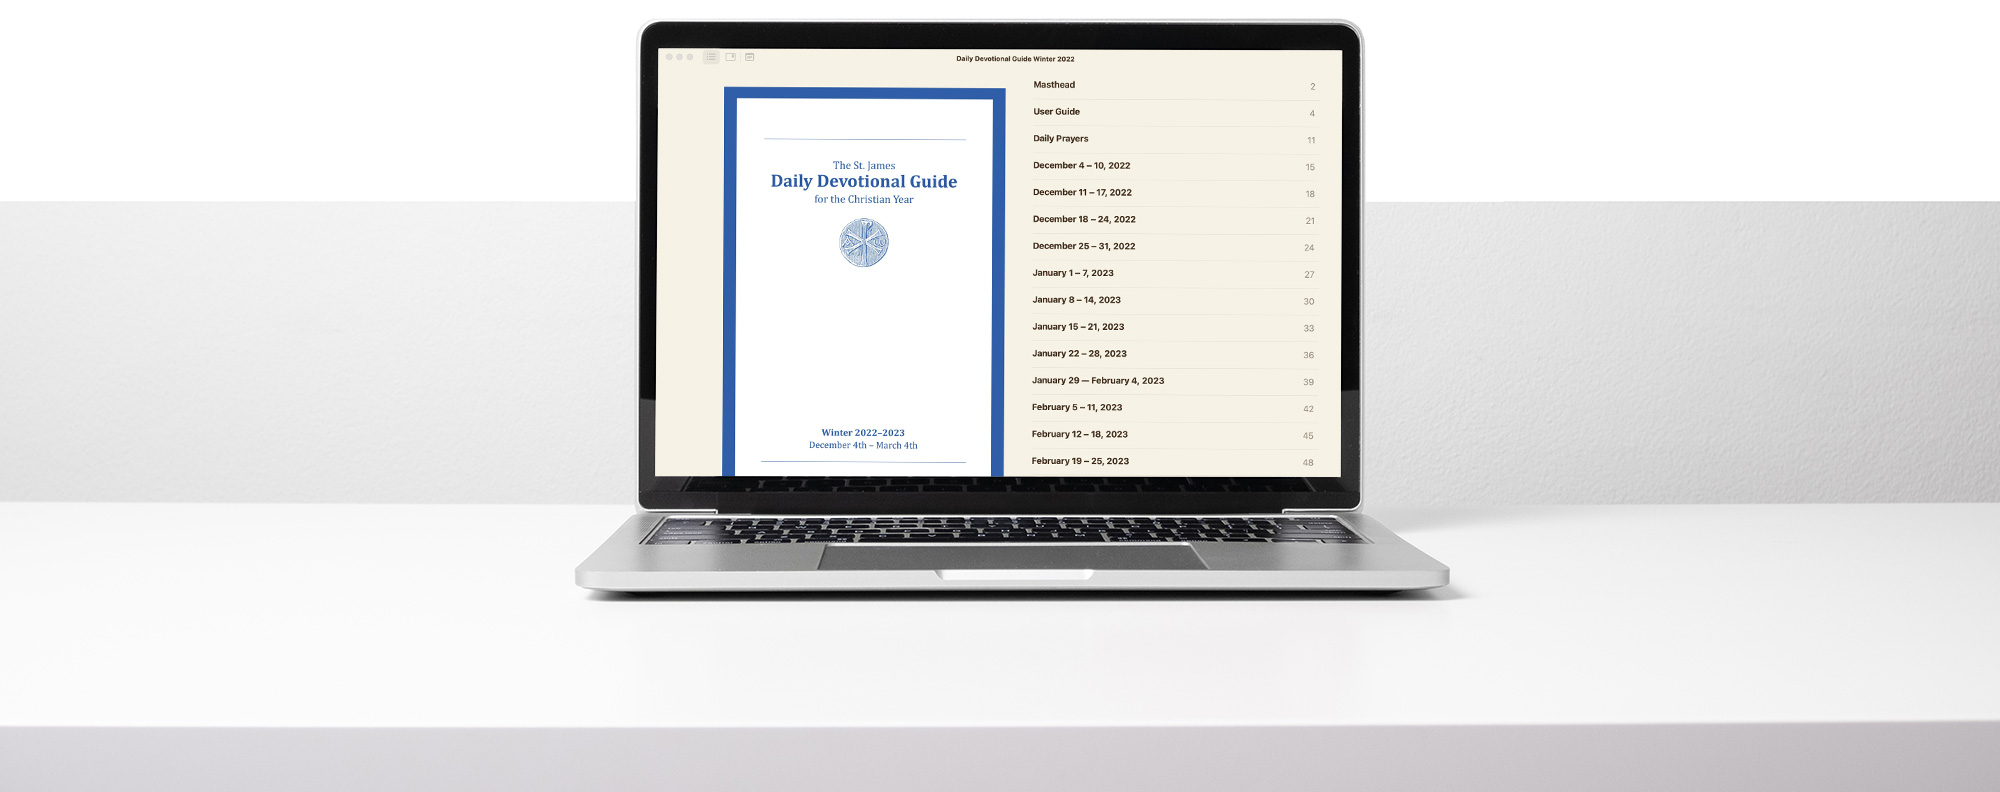 Daily Devotional Guide Winter 2022
The St. James
Daily Devotional Guide
for the Christian Year
Winter 2022–2023
December 4th – March 4th
Masthead 2
User Guide 4
Daily Prayers 11
December 4 – 10, 2022 15
December 11 – 17, 2022 18
December 18 – 24, 2022 21
December 25 – 31, 2022 24
January 1 – 7, 2023 27
January 8 – 14, 2023 30
January 15 – 21, 2023 33
January 22 – 28, 2023 36
January 29 — February 4, 2023 39
February 5 – 11, 2023 42
February 12 – 18, 2023 45
February 19 – 25, 2023 48